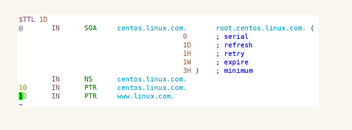 $TTL 1D
@ IN SOA centos.linux.com. root.centos.linux.com. (
0 ; serial
1D ; refresh
1H ; retry
1W ; expire
3H ) ; minimum
IN NS centos.linux.com.
10 IN PTR centos.linux.com.
10 IN PTR www.linux.com.
~